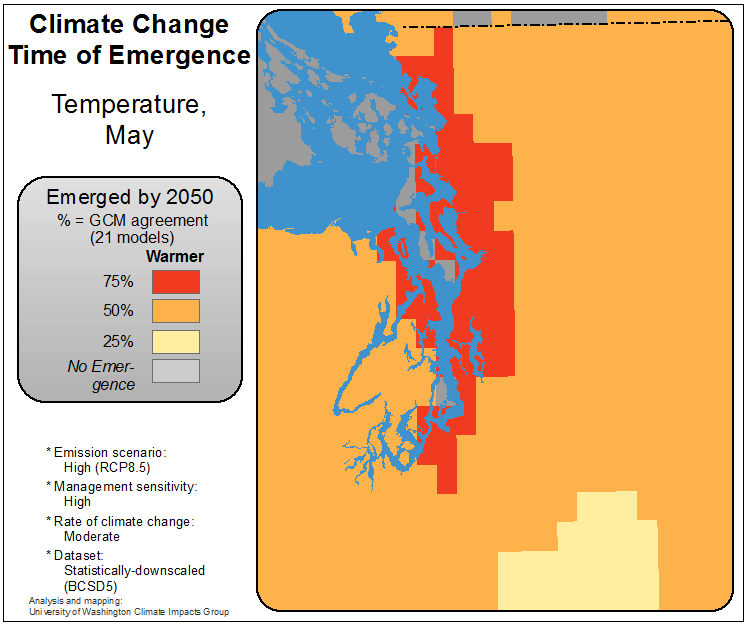 Climate Change
Time of Emergence
Temperature,
May
Emerged by 2050
% = GCM agreement
(21 models)
Warmer
75%
50%
25%
No Emer-
gence
* Emission scenario:
High (RCP8.5)
* Management sensitivity:
High
* Rate of climate change:
Moderate
* Dataset:
Statistically-downscaled
(BCSD5)
Analysis and mapping:
University of Washington Climate Impacts Group